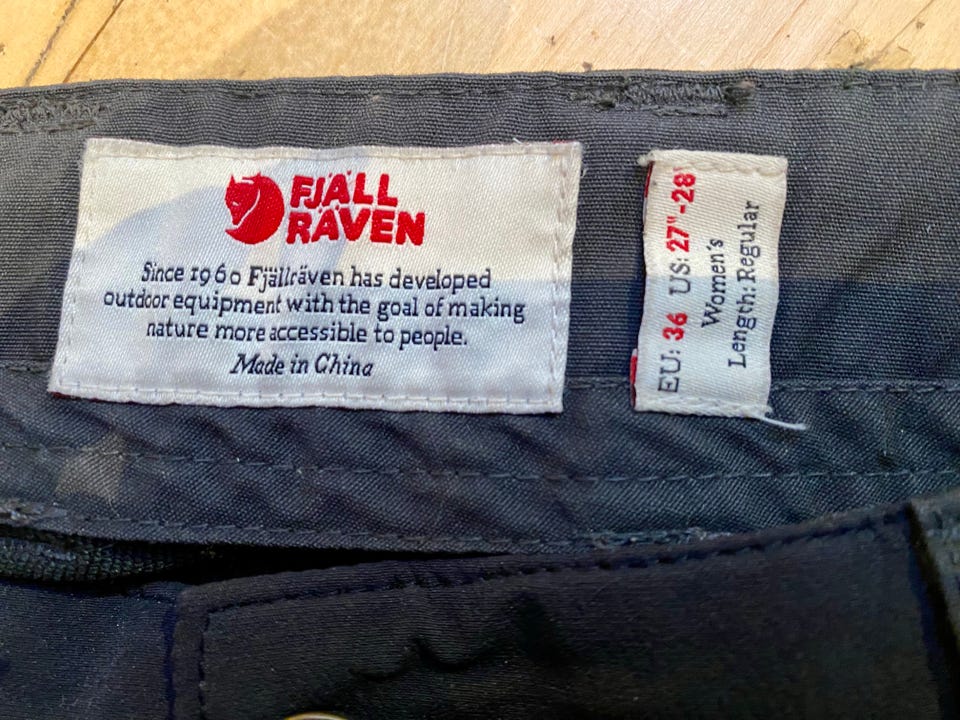 FJÄLL
RÄVEN
Since 1960 Fjällräven has developed
outdoor equipment with the goal of making
nature more accessible to people.
Made in China
EU: 36 US: 27"-28"
Women's
Length: Regular